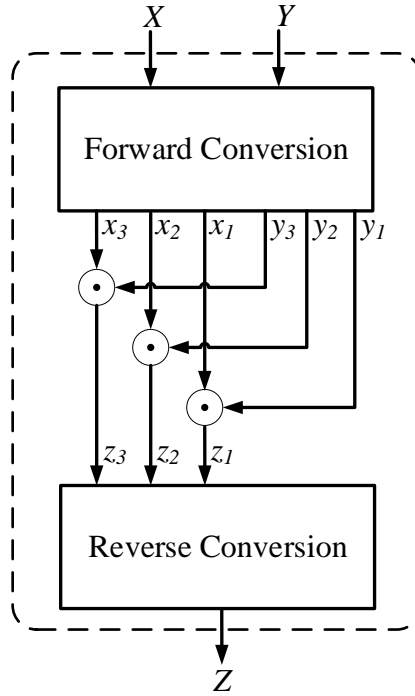 X Y
Forward Conversion
x3 x2 x1 y3 y2 y1
z3 z2 z1
Reverse Conversion
Z